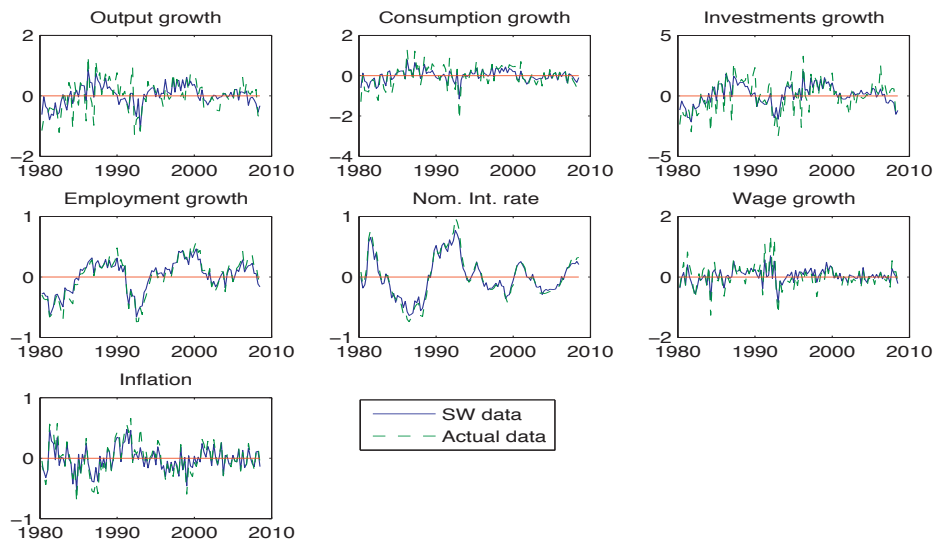 Output growth
Consumption growth
Investments growth
2
0
−2
1980 1990 2000 2010
2
0
−2
−4
1980 1990 2000 2010
5
0
−5
1980 1990 2000 2010
Employment growth
Nom. Int. rate
Wage growth
1
0
−1
1980 1990 2000 2010
1
0
−1
1980 1990 2000 2010
2
0
−2
1980 1990 2000 2010
Inflation
1
0
−1
1980 1990 2000 2010
SW data
Actual data